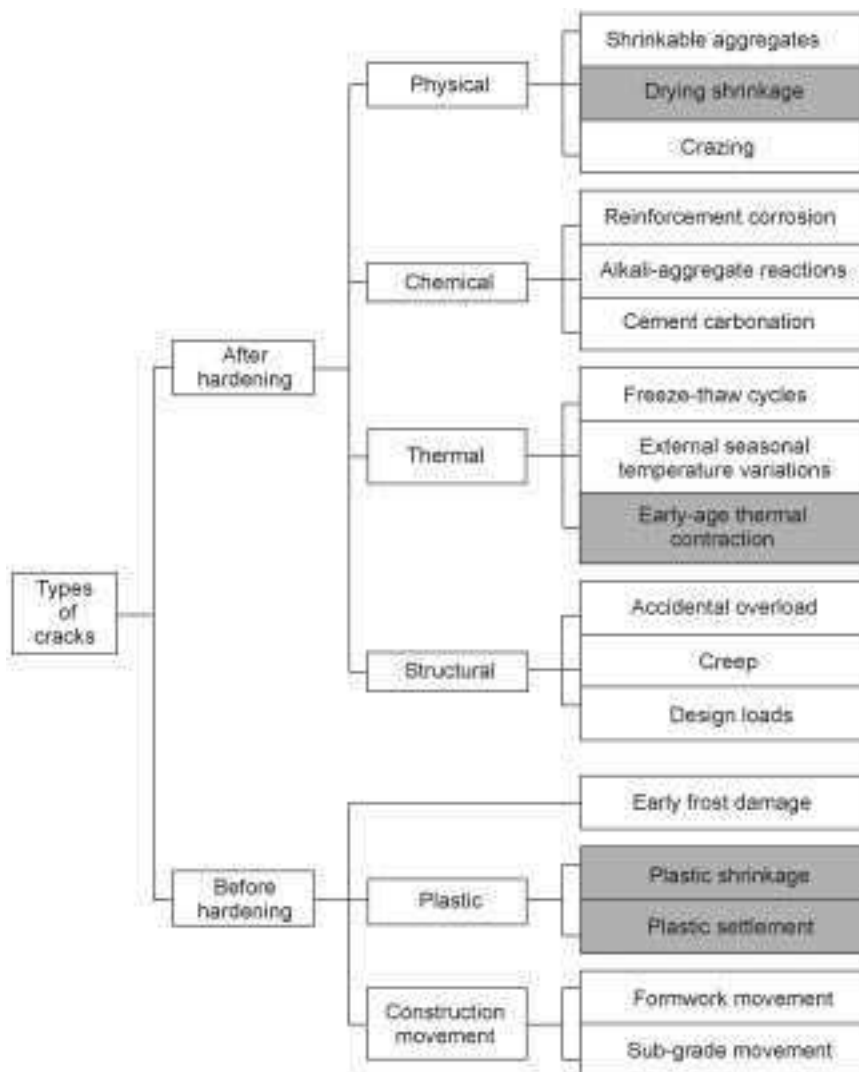 Types
of
cracks
After
hardening
Physical
Shrinkable aggregates
Drying shrinkage
Crazing
Chemical
Reinforcement corrosion
Alkali-aggregate reactions
Cement carbonation
Thermal
Freeze-thaw cycles
External seasonal
temperature variations
Early-age thermal
contraction
Structural
Accidental overload
Creep
Design loads
Before
hardening
Early frost damage
Plastic
Plastic shrinkage
Plastic settlement
Construction
movement
Formwork movement
Sub-grade movement